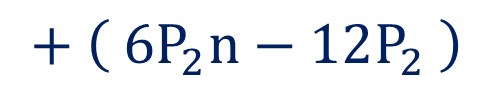 + ( 6P₂n − 12P₂ )